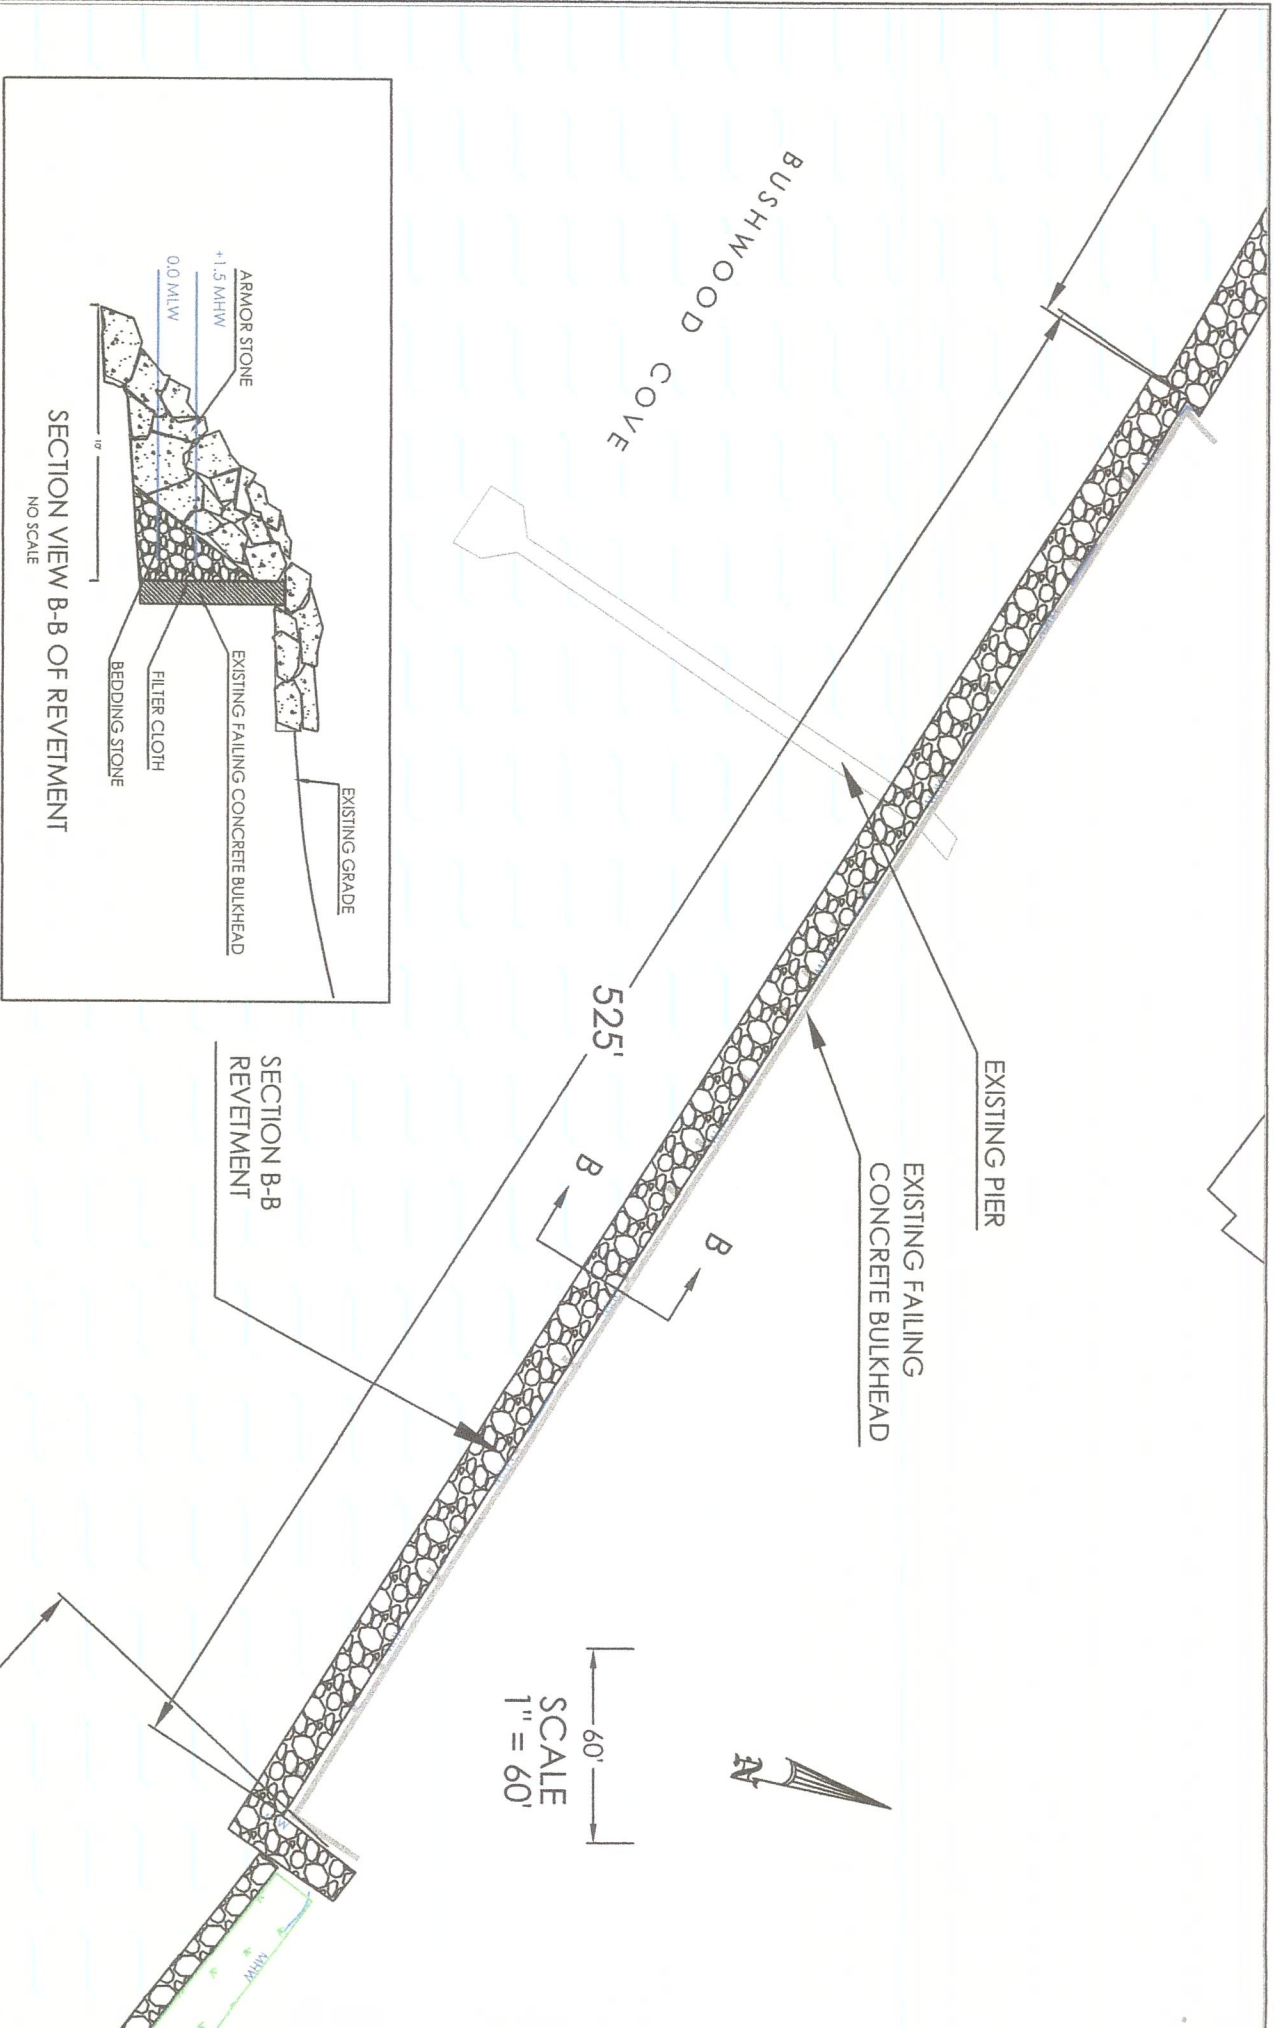 BUSHWOOD COVE
EXISTING PIER
EXISTING FAILING
CONCRETE BULKHEAD
525'
B
B
SECTION B-B
REVETMENT
60'
SCALE
1" = 60'
N
MHW
EXISTING GRADE
ARMOR STONE
+1.5 MHW
0.0 MLW
10'
EXISTING FAILING CONCRETE BULKHEAD
FILTER CLOTH
BEDDING STONE
SECTION VIEW B-B OF REVETMENT
NO SCALE